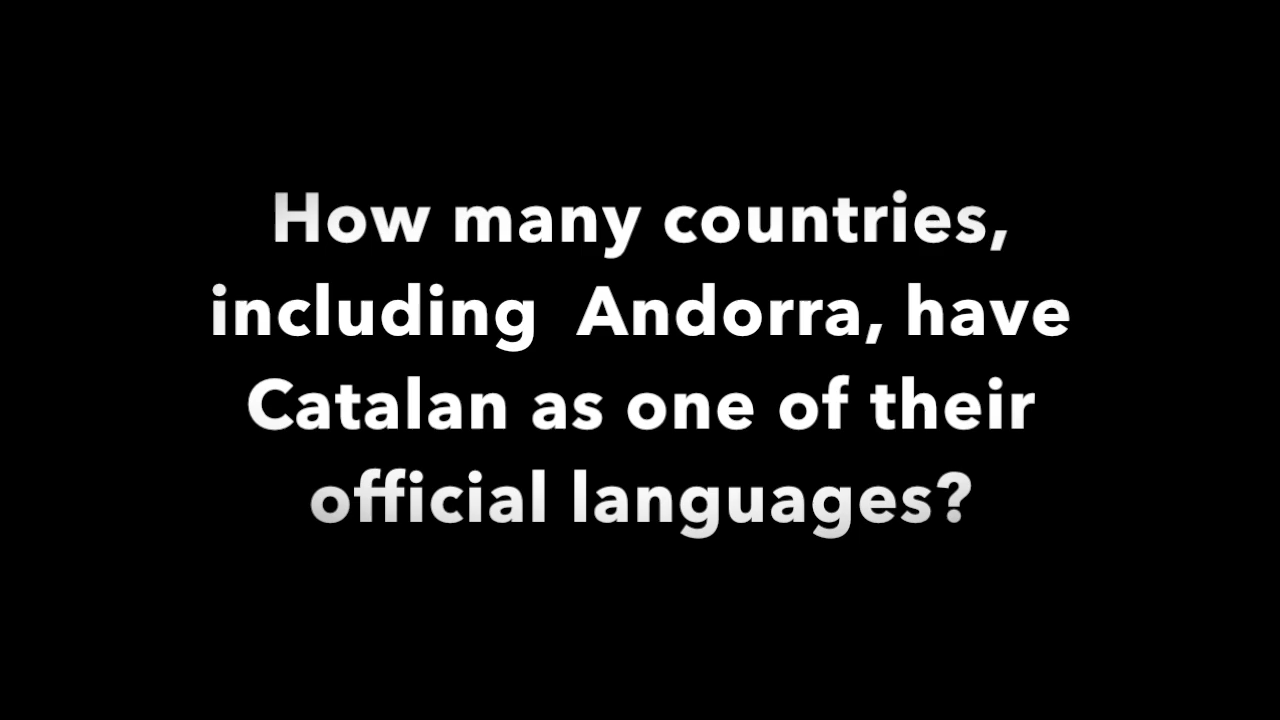 How many countries,
including  Andorra, have
Catalan as one of their
official languages?